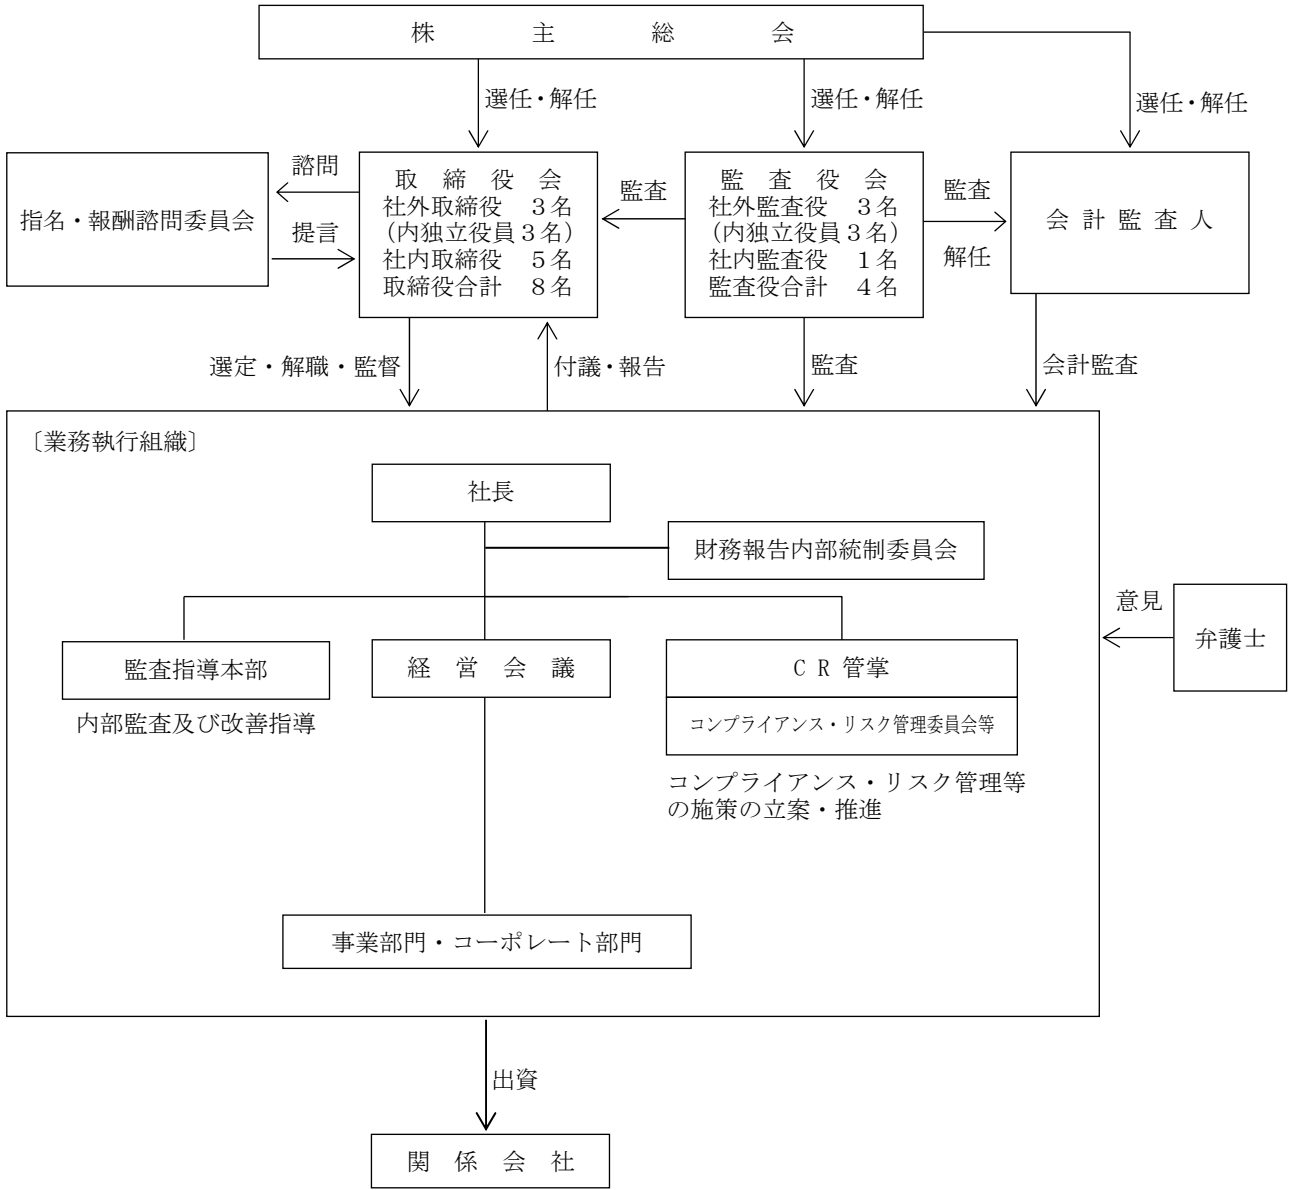 株主総会
選任・解任
選任・解任
選任・解任
諮問
指名・報酬諮問委員会
提言
取締役会
社外取締役 3名
(内独立役員3名)
社内取締役 5名
取締役合計 8名
監査
監査役会
社外監査役 3名
(内独立役員3名)
社内監査役 1名
監査役合計 4名
監査
解任
会計監査人
選定・解職・監督
付議・報告
監査
会計監査
〔業務執行組織〕
社長
財務報告内部統制委員会
監査指導本部
内部監査及び改善指導
経営会議
CR管掌
コンプライアンス・リスク管理委員会等
コンプライアンス・リスク管理等
の施策の立案・推進
意見
弁護士
事業部門・コーポレート部門
出資
関係会社